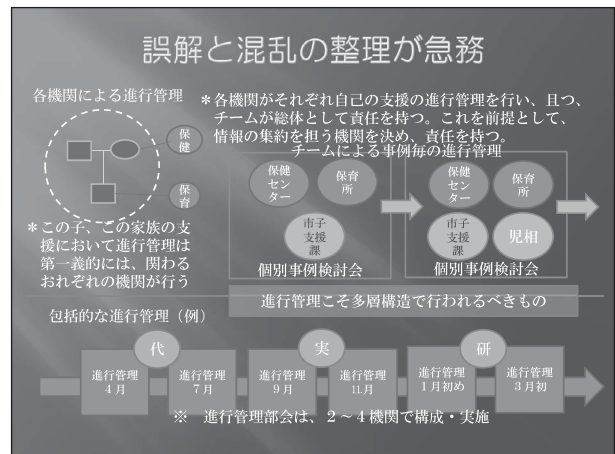 誤解と混乱の整理が急務
各機関による進行管理
保健
保育
＊この子、この家族の支
援において進行管理は
第一義的には、関わる
おれぞれの機関が行う
＊各機関がそれぞれ自己の支援の進行管理を行い、且つ、
チームが総体として責任を持つ。これを前提として、
情報の集約を担う機関を決め、責任を持つ。
チームによる事例毎の進行管理
保健
セン
ター
保育
所
市子
支援
課
個別事例検討会
保健
セン
ター
保育
所
市子
支援
課
児相
個別事例検討会
進行管理こそ多層構造で行われるべきもの
包括的な進行管理（例）
代
実
研
進行管理
4月
進行管理
7月
進行管理
9月
進行管理
11月
進行管理
1月初め
進行管理
3月初
※　進行管理部会は、2～4機関で構成・実施